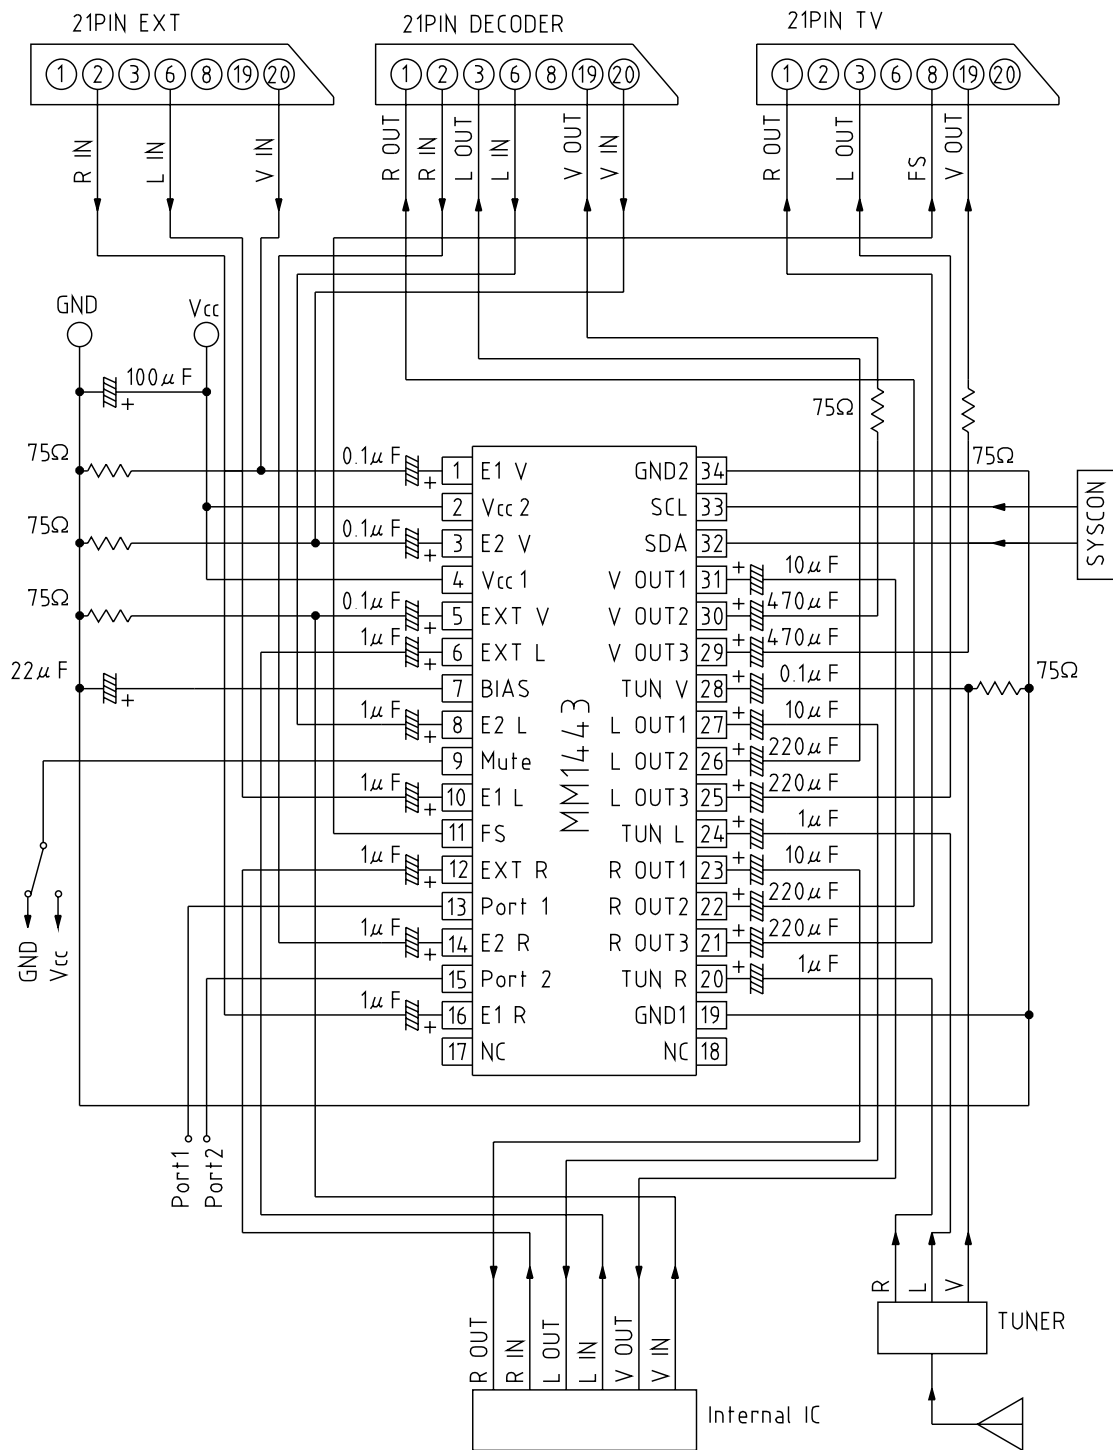 21PIN EXT
21PIN DECODER
21PIN TV
1 2 3 6 8 19 20
1 2 3 6 8 19 20
1 2 3 6 8 19 20
R IN
L IN
V IN
R OUT
R IN
L OUT
L IN
V OUT
V IN
R OUT
L OUT
FS
V OUT
GND
Vcc
100μF
+
75Ω
75Ω
75Ω
75Ω
75Ω
22μF
+
75Ω
0.1μF
+
1 E1 V
2 Vcc2
0.1μF
+
3 E2 V
4 Vcc1
0.1μF
+
5 EXT V
1μF
+
6 EXT L
7 BIAS
1μF
+
8 E2 L
9 Mute
1μF
+
10 E1 L
11 FS
1μF
+
12 EXT R
13 Port 1
1μF
+
14 E2 R
15 Port 2
1μF
+
16 E1 R
17 NC
MM1443
GND2 34
SCL 33
SDA 32
V OUT1 31
+
10μF
V OUT2 30
+
470μF
V OUT3 29
+
470μF
TUN V 28
+
0.1μF
L OUT1 27
+
10μF
L OUT2 26
+
220μF
L OUT3 25
+
220μF
TUN L 24
+
1μF
R OUT1 23
+
10μF
R OUT2 22
+
220μF
R OUT3 21
+
220μF
TUN R 20
+
1μF
GND1 19
NC 18
SYSCON
GND
Vcc
Port1
Port2
R OUT
R IN
L OUT
L IN
V OUT
V IN
Internal IC
R
L
V
TUNER